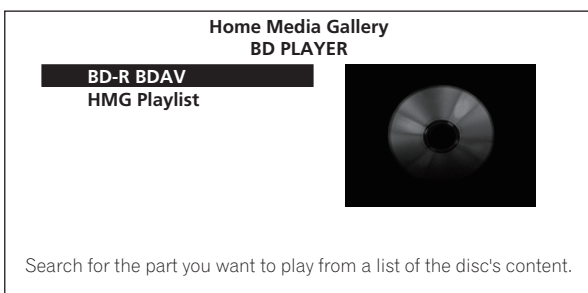 Home Media Gallery
BD PLAYER
BD-R BDAV
HMG Playlist
Search for the part you want to play from a list of the disc's content.